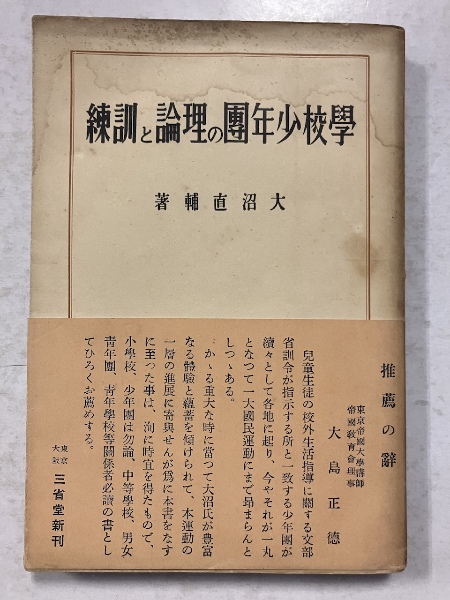 學校少年團の理論と訓練
大沼直輔著
推薦の辭
東京帝國大學講師
帝國敎育會理事
大島正德
兒童生徒の校外生活指導に關する文部
省訓令が指示する所と一致する少年團が
續々として各地に起り、今やそれが一丸
となつて一大國民運動にまで昂まらんと
しつゝある。
かゝる重大な時に當つて大沼氏が豊富
なる體驗と蘊蓄を傾けられて、本運動の
一層の進展に寄與せんが爲に本書をなす
に至つた事は、洵に時宜を得たもので、
小學校、少年團は勿論、中等學校、男女
靑年團、靑年學校等關係者必讀の書とし
てひろくお薦めする。
東京
大阪
三省堂新刊